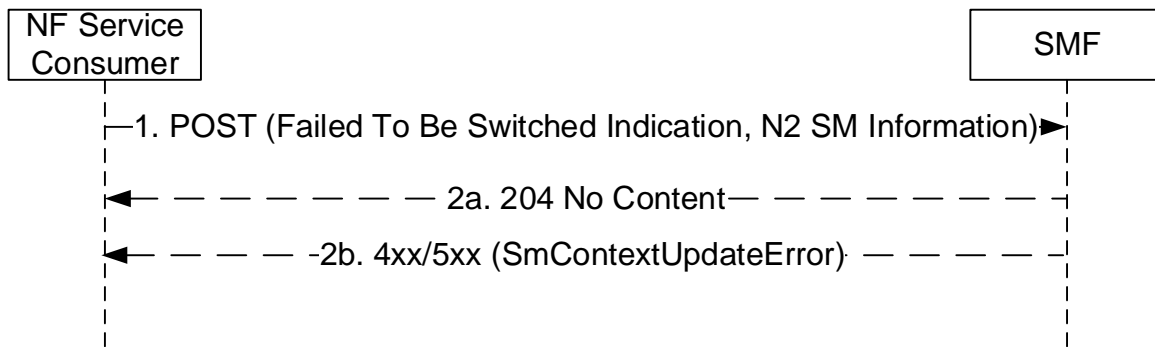 NF Service
Consumer
SMF
1. POST (Failed To Be Switched Indication, N2 SM Information)
2a. 204 No Content
2b. 4xx/5xx (SmContextUpdateError)